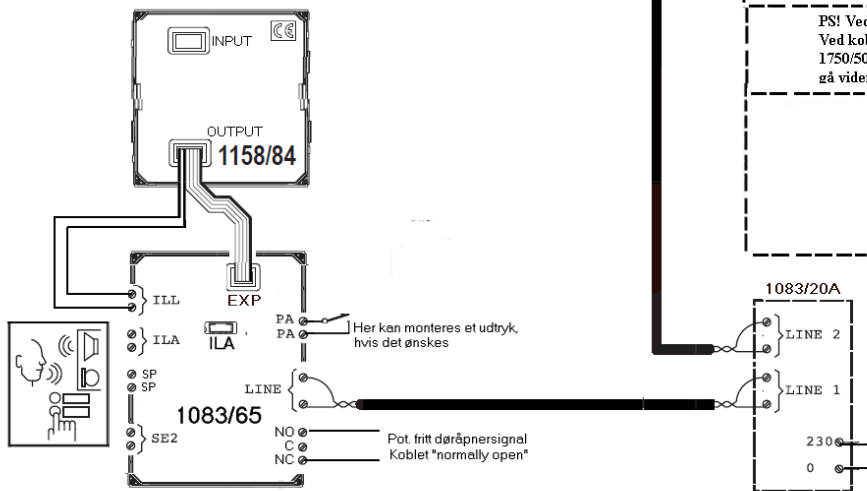 PS! Ved
Ved kob
1750/50
gå vider
CE
INPUT
OUTPUT
1158/84
EXP
ILL
ILA
ILA
PA
PA
Her kan monteres et udtryk,
hvis det ønskes
SP
SP
LINE
1083/65
SE2
NO
C
NC
Pot. fritt døråpnersignal
Koblet "normally open"
1083/20A
LINE 2
LINE 1
230
0